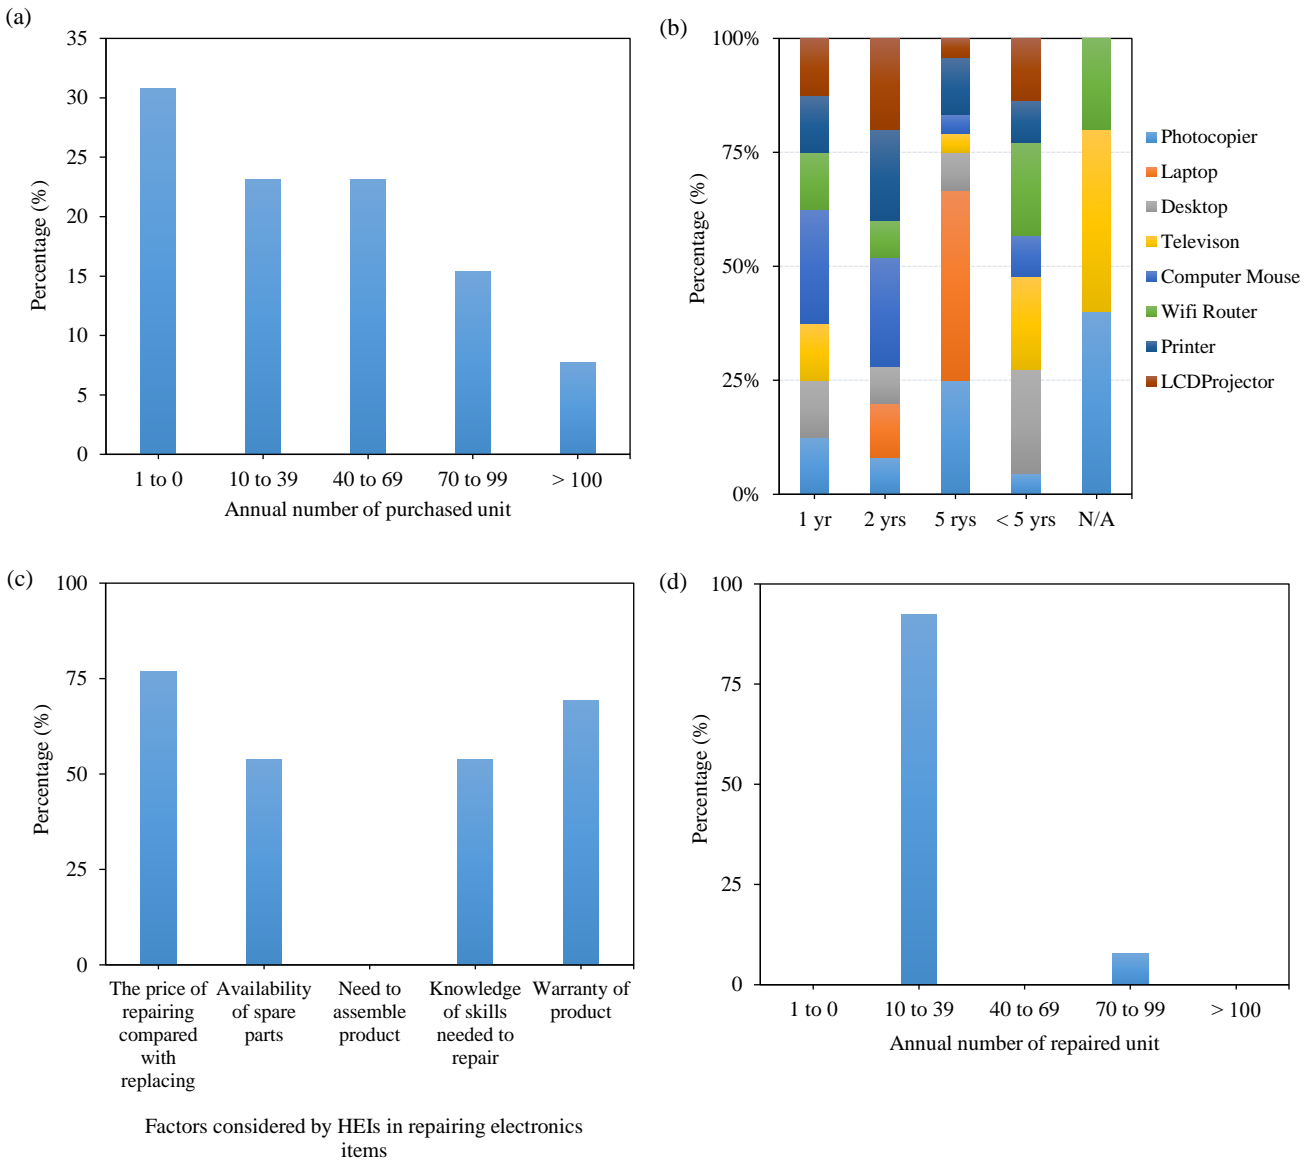 (a)
35
30
25
20
15
10
5
0
Percentage (%)
1 to 0 10 to 39 40 to 69 70 to 99 > 100
Annual number of purchased unit
(b)
100%
75%
50%
25%
0%
Percentage (%)
1 yr 2 yrs 5 rys < 5 yrs N/A
Photocopier
Laptop
Desktop
Televison
Computer Mouse
Wifi Router
Printer
LCDProjector
(c)
100
75
50
25
0
Percentage (%)
The price of
repairing
compared
with
replacing
Availability
of spare
parts
Need to
assemble
product
Knowledge
of skills
needed to
repair
Warranty of
product
Factors considered by HEIs in repairing electronics
items
(d)
100
75
50
25
0
Percentage (%)
1 to 0 10 to 39 40 to 69 70 to 99 > 100
Annual number of repaired unit